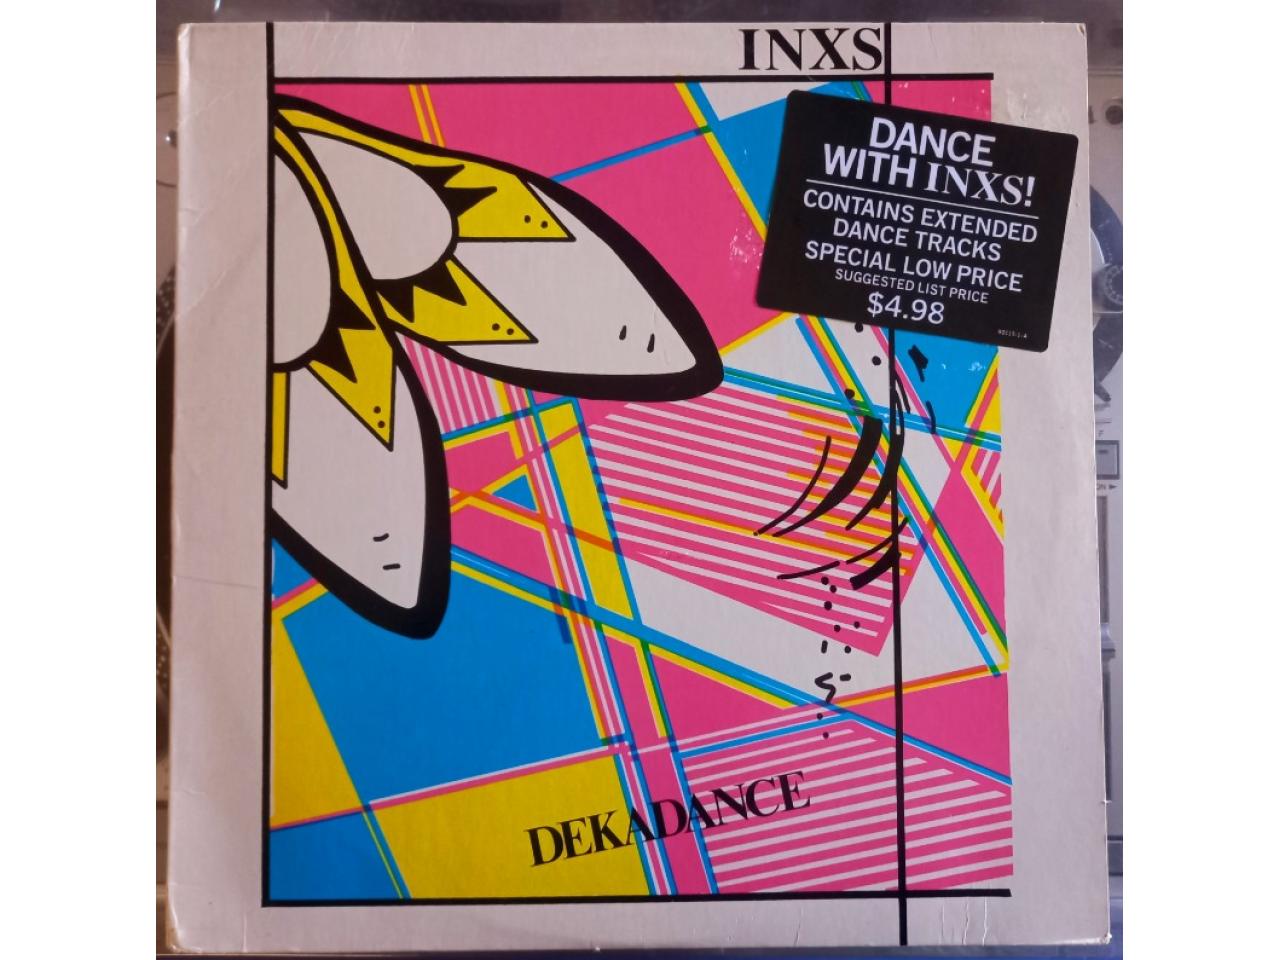 INXS
DANCE
WITH INXS!
CONTAINS EXTENDED
DANCE TRACKS
SPECIAL LOW PRICE
SUGGESTED LIST PRICE
$4.98
DEKADANCE